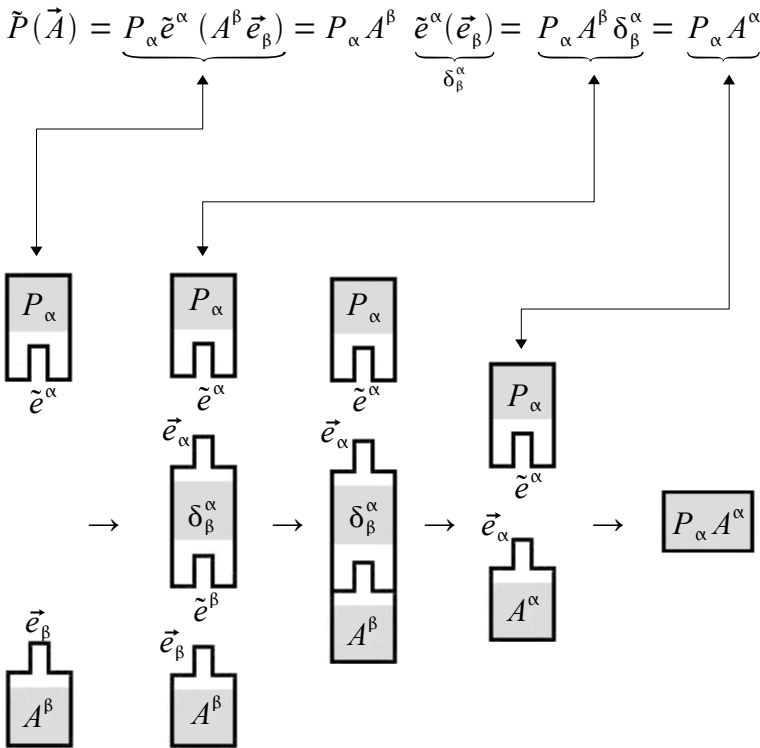 P̃(A⃗) = P_α ẽ^α (A^β e⃗_β) = P_α A^β ẽ^α(e⃗_β) = P_α A^β δ^α_β = P_α A^α
δ^α_β
P_α P_α P_α
P_α
ẽ^α ẽ^α ẽ^α
e⃗_α e⃗_α
ẽ^α
δ^α_β δ^α_β
→ → → →
e⃗_α
P_α A^α
A^α
ẽ^β
e⃗_β e⃗_β
A^β
A^β A^β